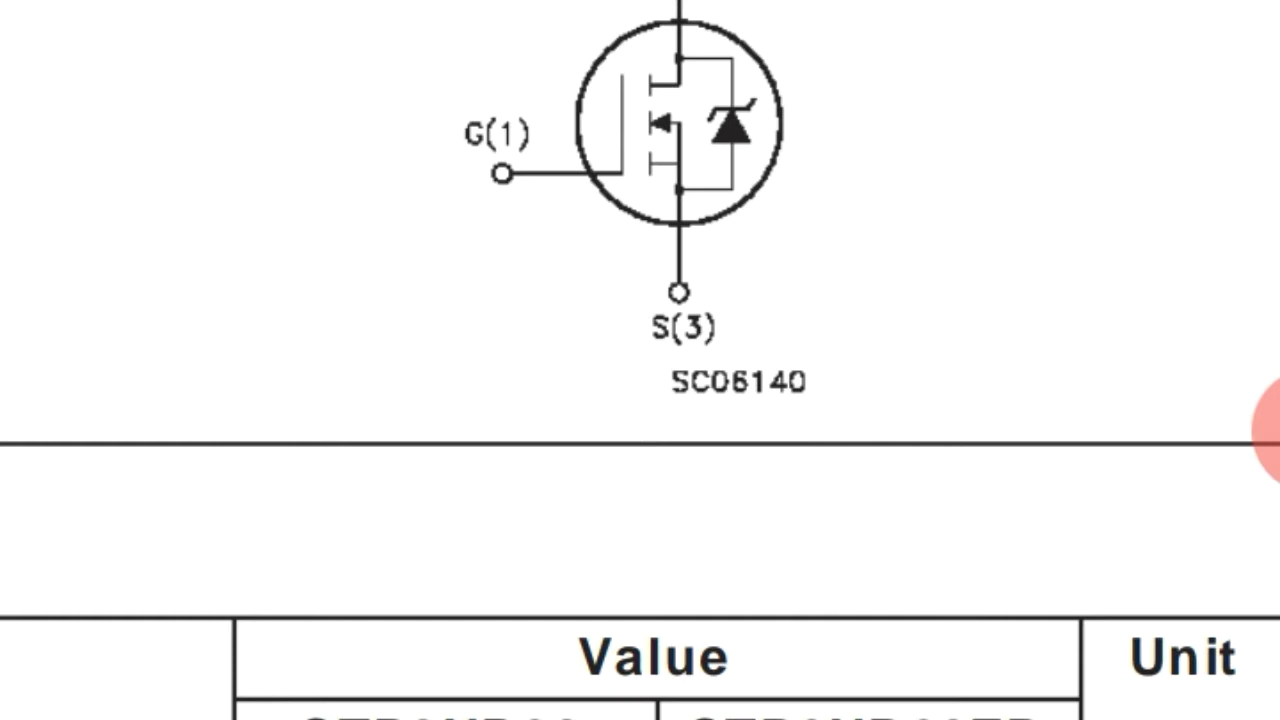 G(1)
S(3)
SC06140
Value
Unit